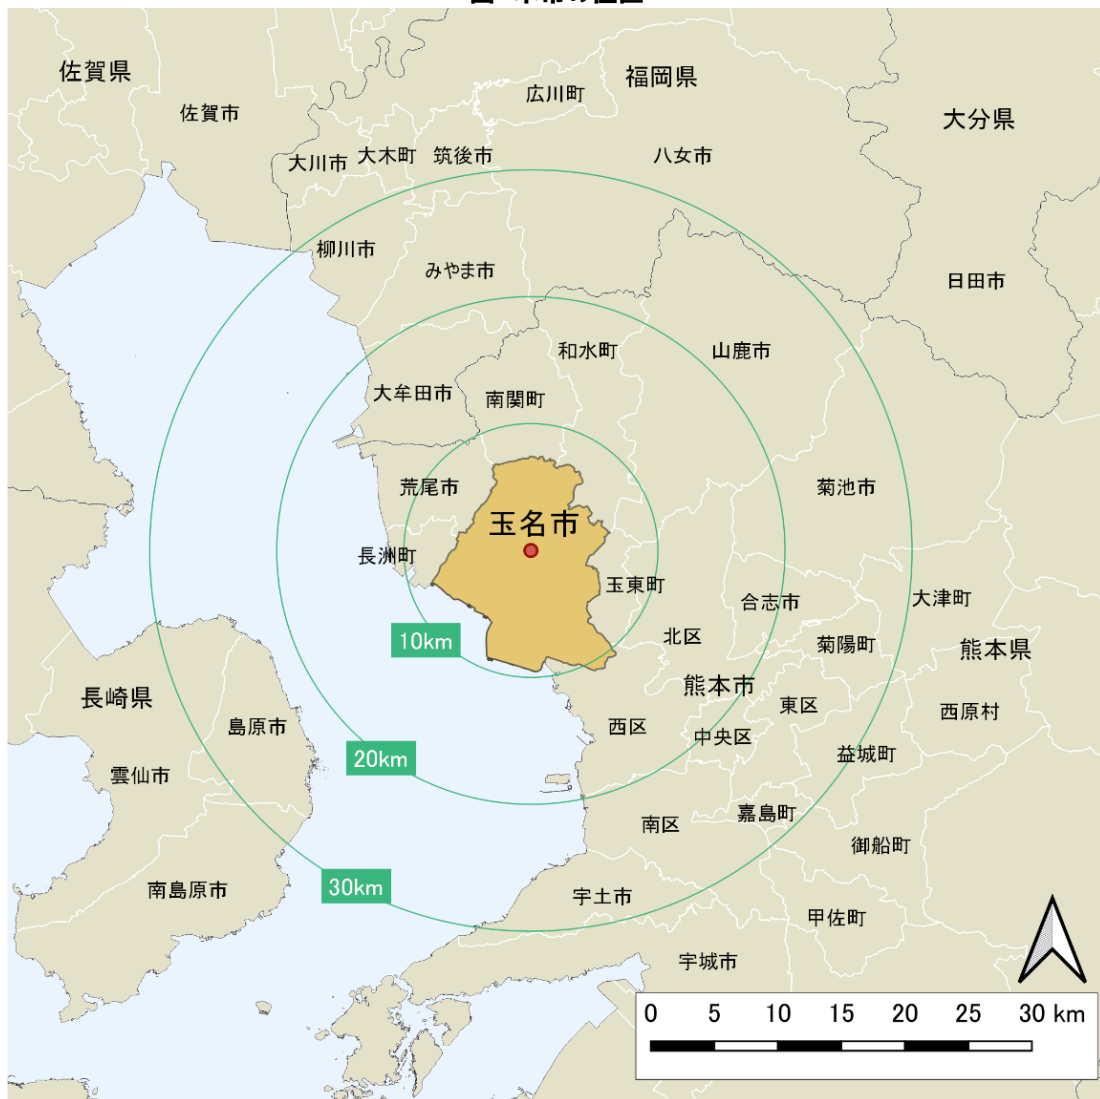 佐賀県
福岡県
広川町
佐賀市
大分県
大川市
大木町
筑後市
八女市
柳川市
みやま市
日田市
和水町
山鹿市
大牟田市
南関町
荒尾市
菊池市
玉名市
長洲町
玉東町
合志市
大津町
10km
北区
菊陽町
熊本県
熊本市
長崎県
東区
西原村
島原市
西区
中央区
20km
益城町
雲仙市
嘉島町
南区
御船町
30km
南島原市
宇土市
甲佐町
宇城市
0 5 10 15 20 25 30 km